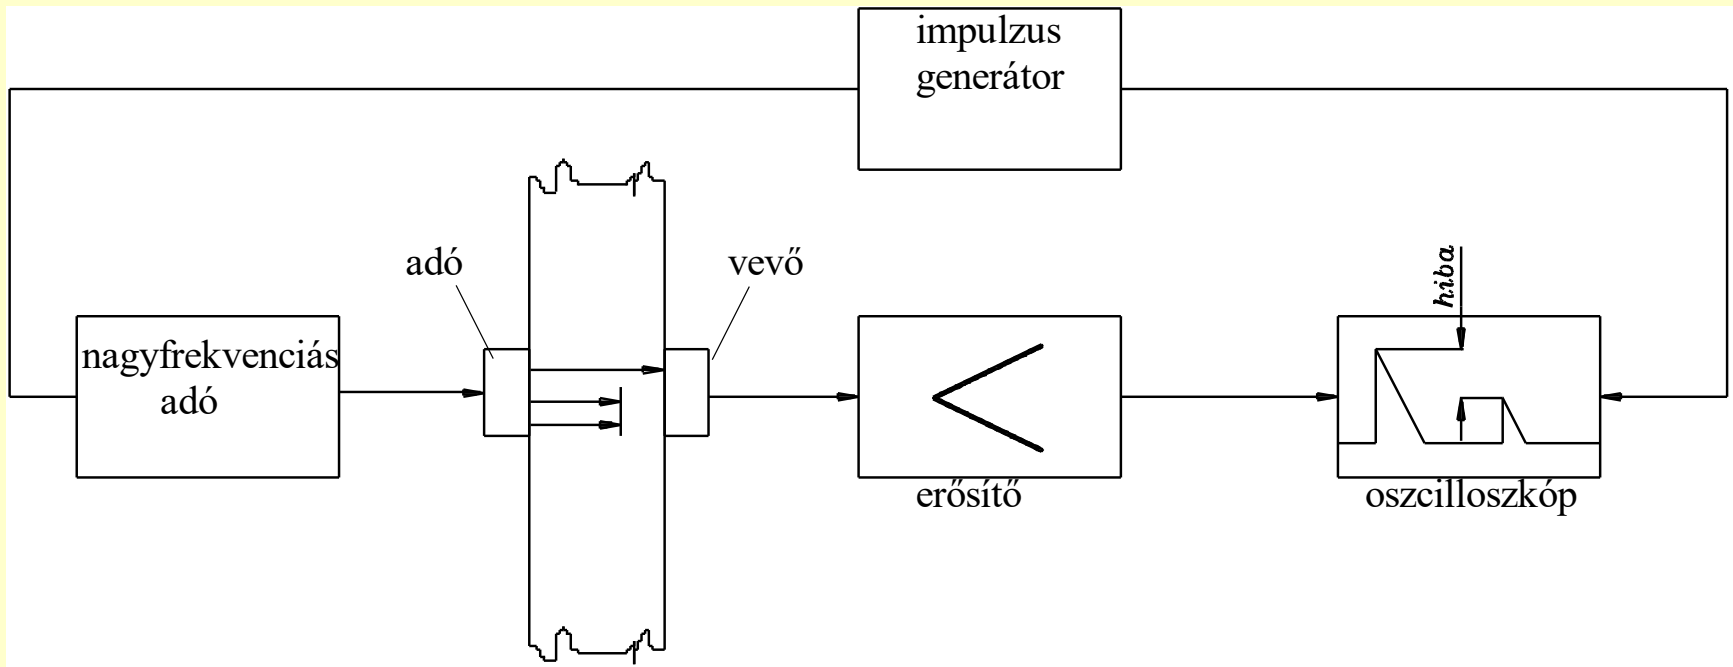 impulzus
generátor
adó
vevő
hiba
nagyfrekvenciás
adó
erősítő
oszcilloszkóp